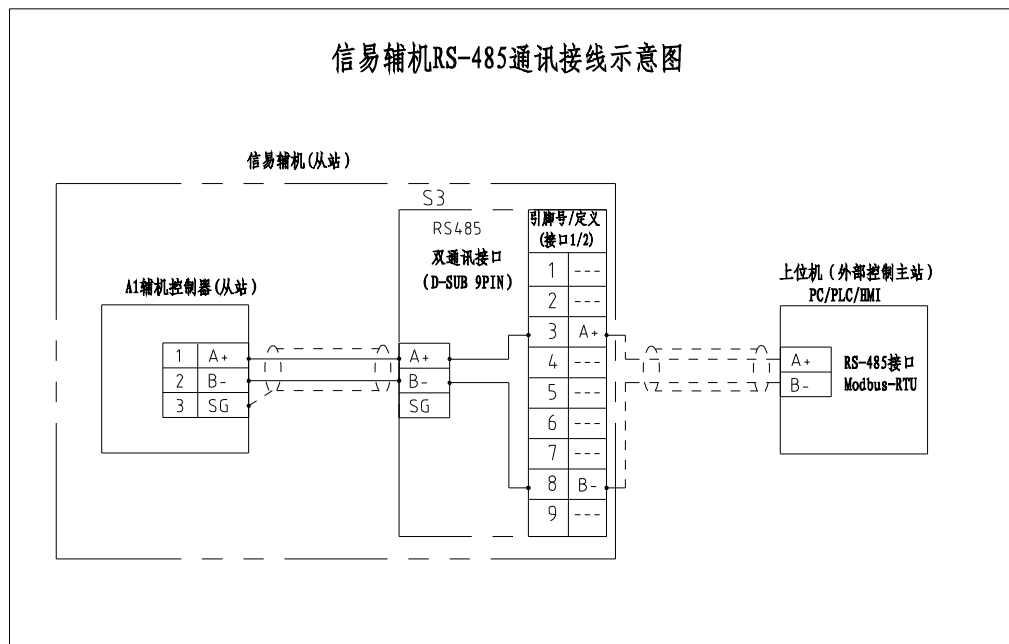 信易辅机RS-485通讯接线示意图
信易辅机(从站)
S3
RS485
双通讯接口
(D-SUB 9PIN)
引脚号/定义
(接口1/2)
1 ---
2 ---
3 A+
4 ---
5 ---
6 ---
7 ---
8 B-
9 ---
A1辅机控制器(从站)
1 A+
2 B-
3 SG
A+
B-
SG
上位机(外部控制主站)
PC/PLC/HMI
A+
B-
RS-485接口
Modbus-RTU